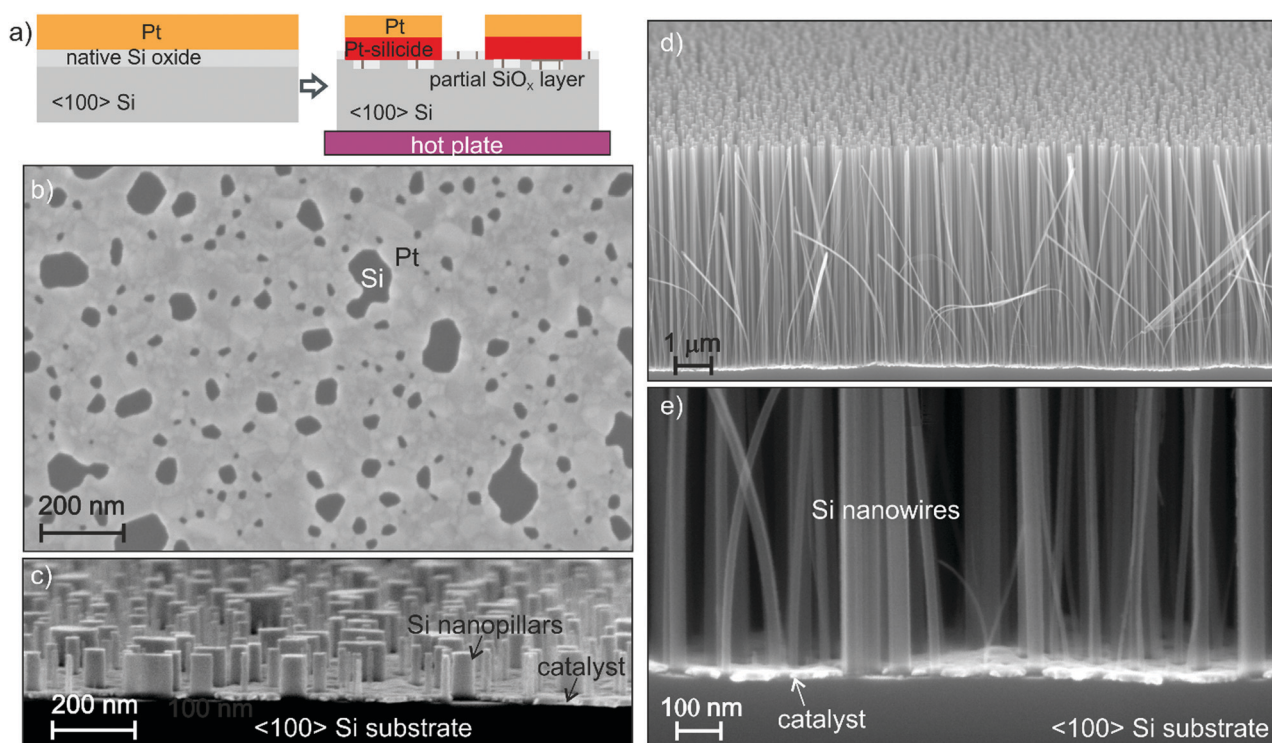 a)
Pt
native Si oxide
<100> Si
Pt
Pt-silicide
partial SiOₓ layer
<100> Si
hot plate
b)
Pt
Si
200 nm
c)
Si nanopillars
catalyst
200 nm
100 nm
<100> Si substrate
d)
1 μm
e)
Si nanowires
100 nm
catalyst
<100> Si substrate